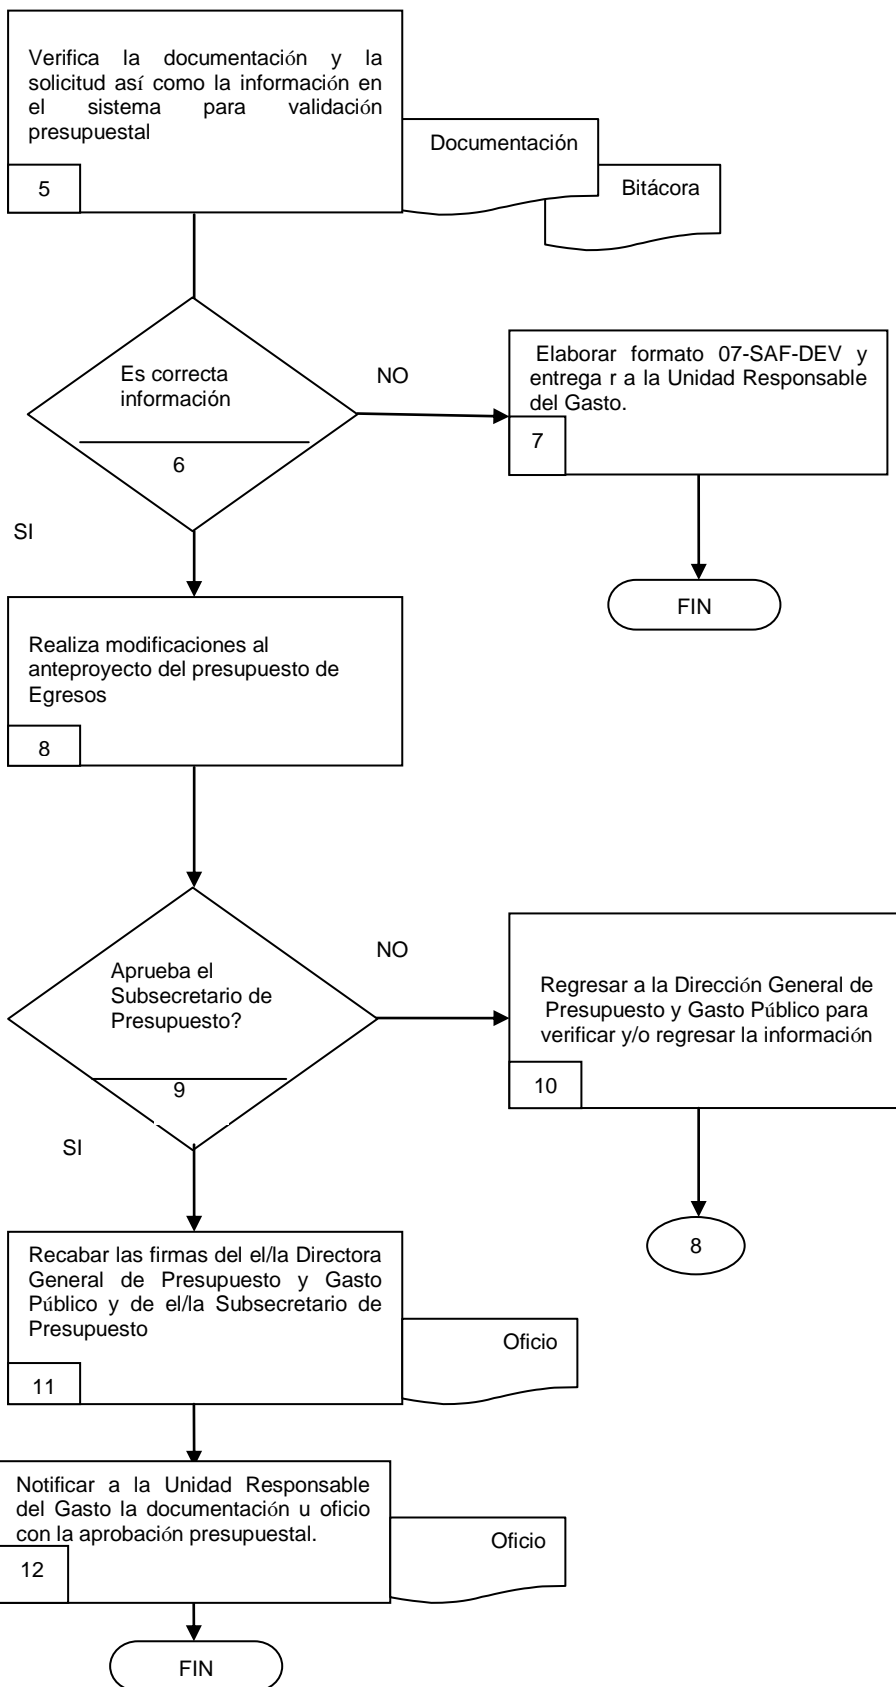 Verifica la documentación y la
solicitud así como la información en
el sistema para validación
presupuestal
5
Documentación
Bitácora
Es correcta
información
6
NO
Elaborar formato 07-SAF-DEV y
entrega r a la Unidad Responsable
del Gasto.
7
SI
FIN
Realiza modificaciones al
anteproyecto del presupuesto de
Egresos
8
Aprueba el
Subsecretario de
Presupuesto?
9
NO
Regresar a la Dirección General de
Presupuesto y Gasto Público para
verificar y/o regresar la información
10
SI
8
Recabar las firmas del el/la Directora
General de Presupuesto y Gasto
Público y de el/la Subsecretario de
Presupuesto
11
Oficio
Notificar a la Unidad Responsable
del Gasto la documentación u oficio
con la aprobación presupuestal.
12
Oficio
FIN